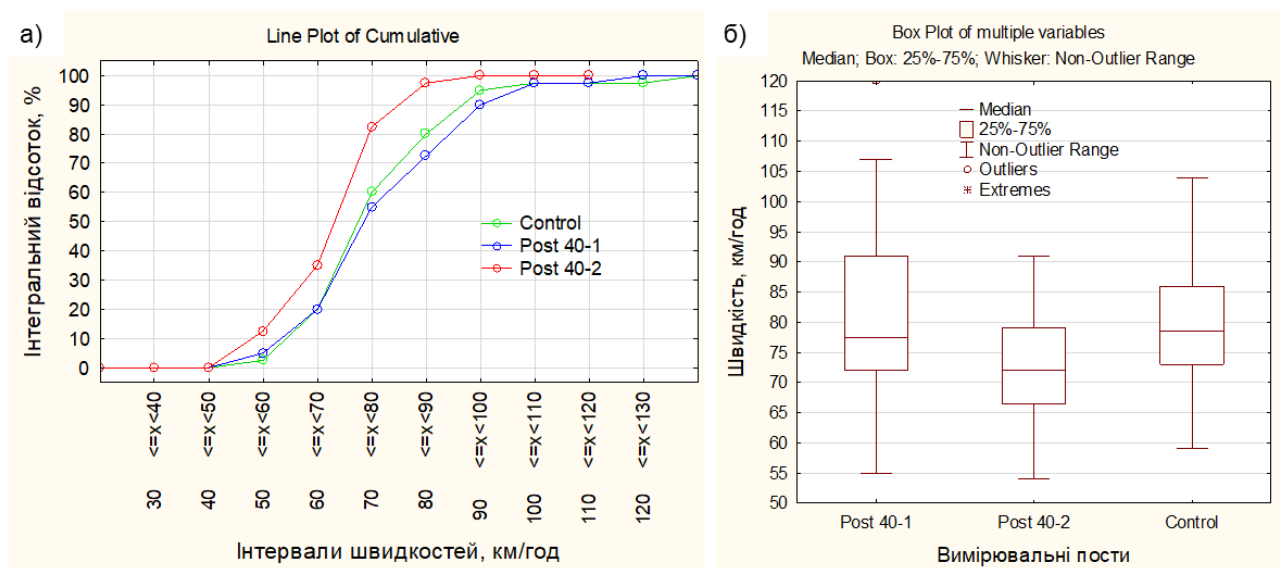 а)
Line Plot of Cumulative
Інтегральний відсоток, %
100
90
80
70
60
50
40
30
20
10
0
Control
Post 40-1
Post 40-2
30 <=x<40
40 <=x<50
50 <=x<60
60 <=x<70
70 <=x<80
80 <=x<90
90 <=x<100
100 <=x<110
110 <=x<120
120 <=x<130
Інтервали швидкостей, км/год
б)
Box Plot of multiple variables
Median; Box: 25%-75%; Whisker: Non-Outlier Range
Швидкість, км/год
120
115
110
105
100
95
90
85
80
75
70
65
60
55
50
Median
25%-75%
Non-Outlier Range
Outliers
Extremes
Post 40-1
Post 40-2
Control
Вимірювальні пости